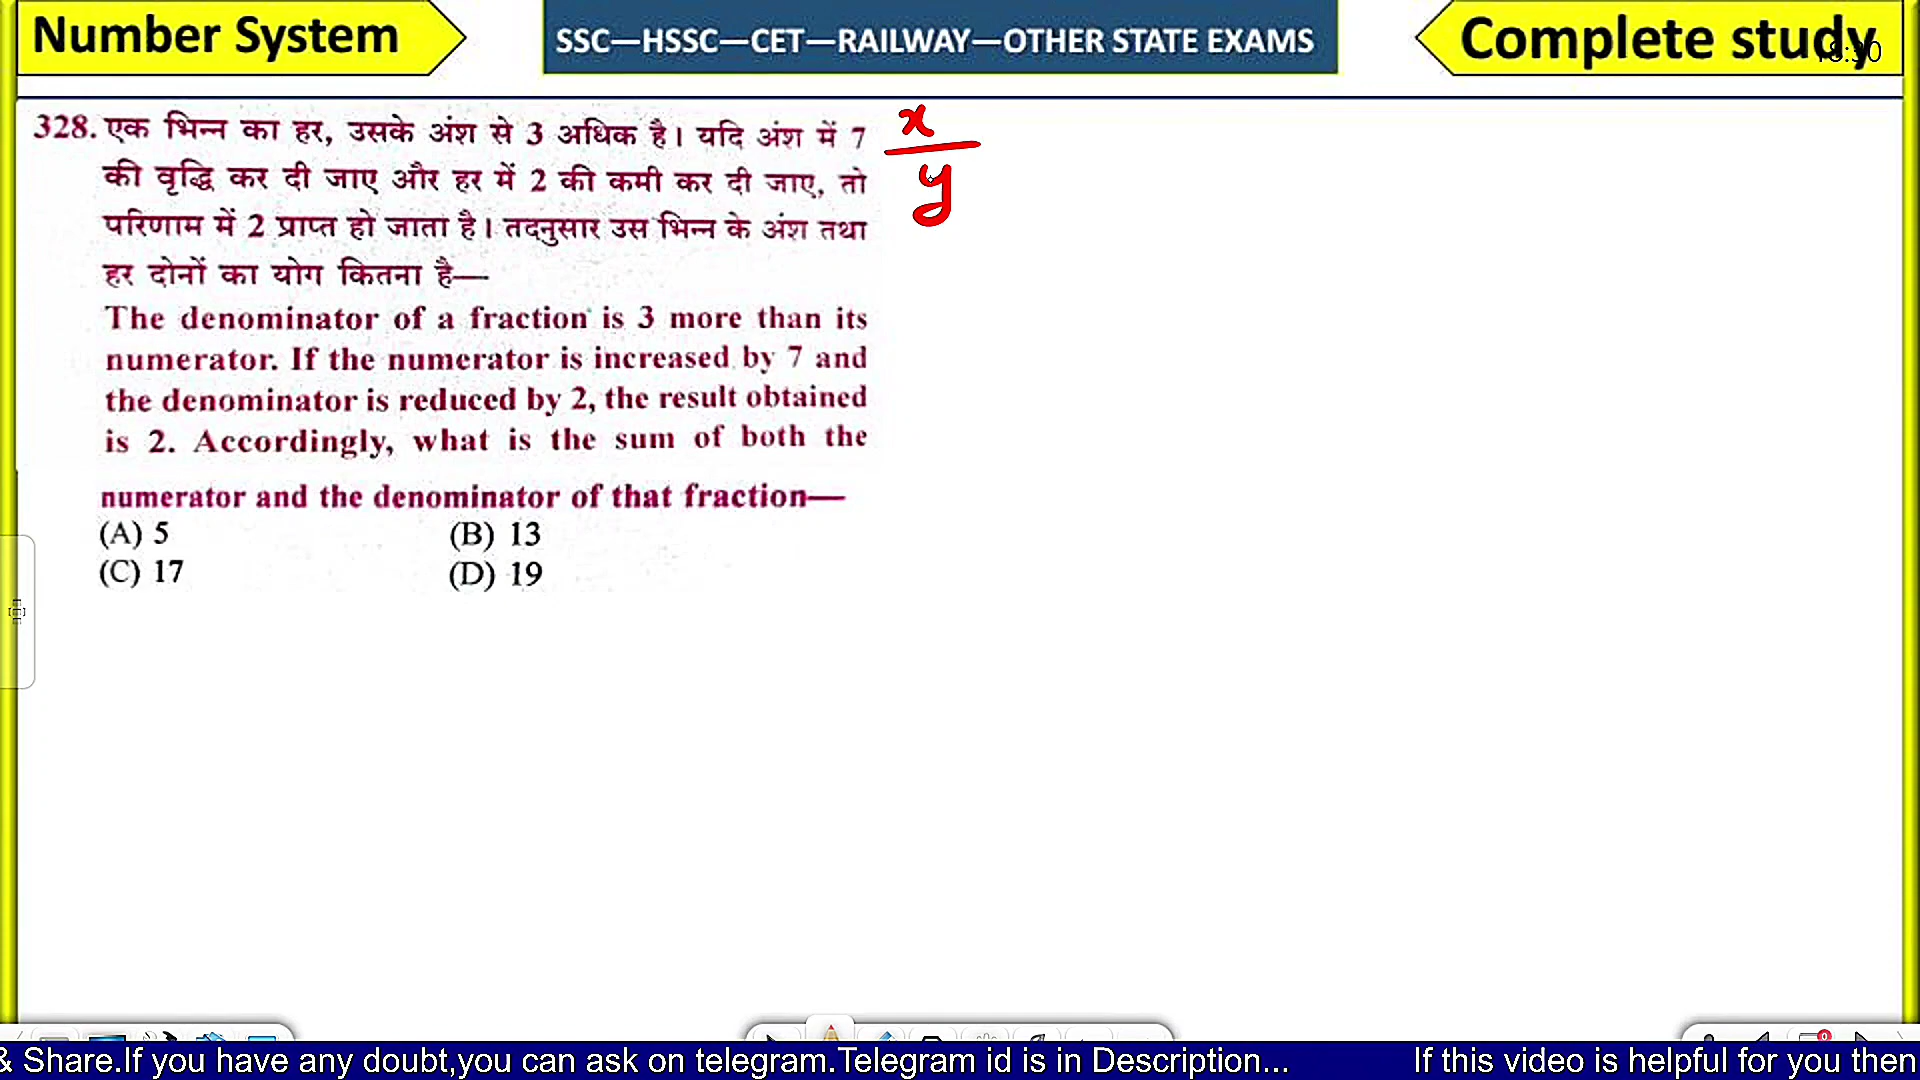 Number System
SSC—HSSC—CET—RAILWAY—OTHER STATE EXAMS
Complete study
18:30
328. एक भिन्न का हर, उसके अंश से 3 अधिक है। यदि अंश में 7
की वृद्धि कर दी जाए और हर में 2 की कमी कर दी जाए, तो
परिणाम में 2 प्राप्त हो जाता है। तदनुसार उस भिन्न के अंश तथा
हर दोनों का योग कितना है—
The denominator of a fraction is 3 more than its
numerator. If the numerator is increased by 7 and
the denominator is reduced by 2, the result obtained
is 2. Accordingly, what is the sum of both the
numerator and the denominator of that fraction—
(A) 5 (B) 13
(C) 17 (D) 19
x
y
& Share.If you have any doubt,you can ask on telegram.Telegram id is in Description... If this video is helpful for you then